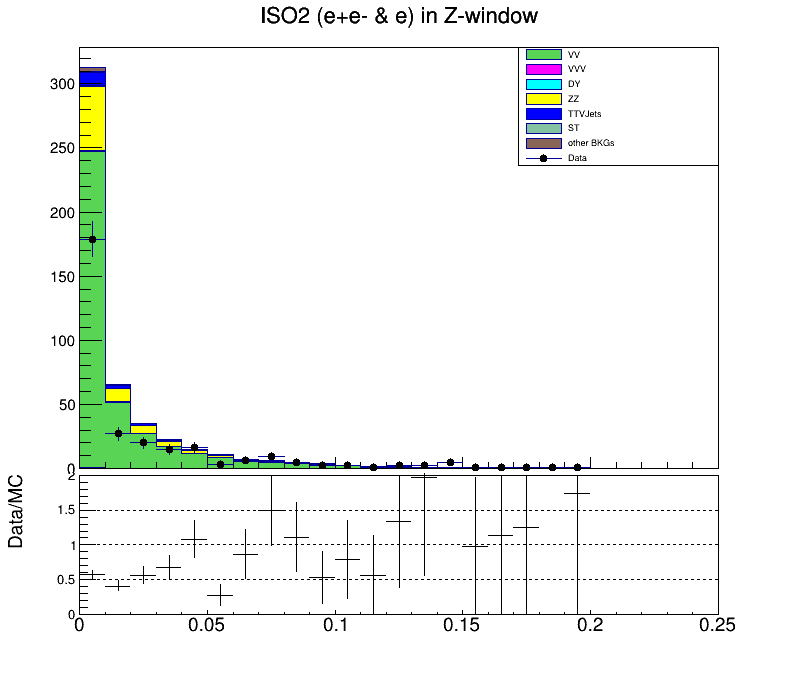 ISO2 (e+e- & e) in Z-window
VV
VVV
DY
ZZ
TTVJets
ST
other BKGs
Data
300
250
200
150
100
50
0
Data/MC
2
1.5
1
0.5
0
0 0.05 0.1 0.15 0.2 0.25